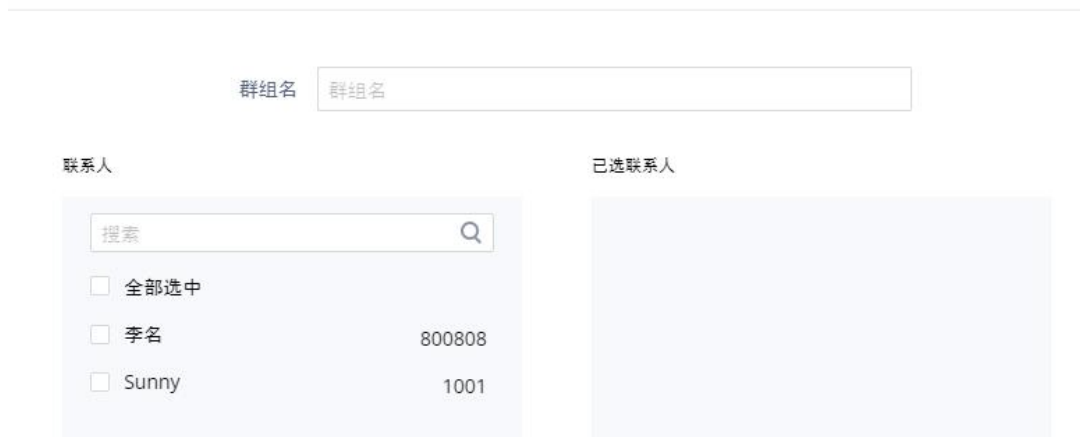 群组名 群组名
联系人
已选联系人
搜索
全部选中
李名 800808
Sunny 1001